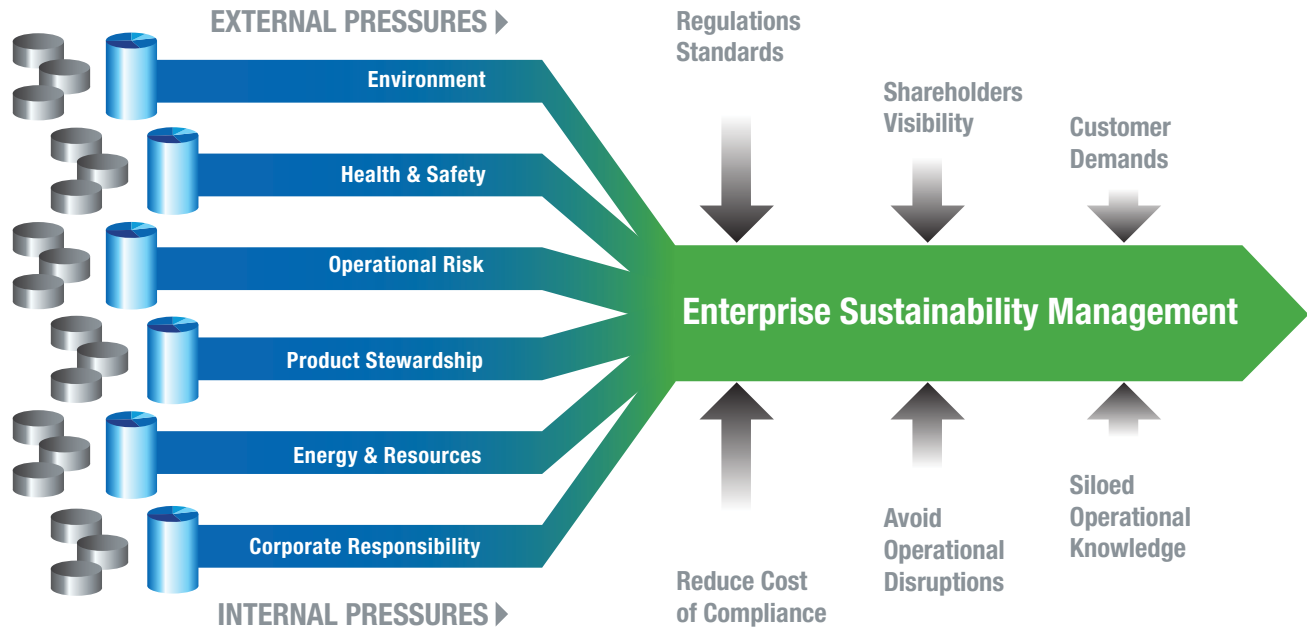 EXTERNAL PRESSURES
Regulations
Standards
Shareholders
Visibility
Customer
Demands
Environment
Health & Safety
Operational Risk
Product Stewardship
Energy & Resources
Corporate Responsibility
Enterprise Sustainability Management
INTERNAL PRESSURES
Reduce Cost
of Compliance
Avoid
Operational
Disruptions
Siloed
Operational
Knowledge